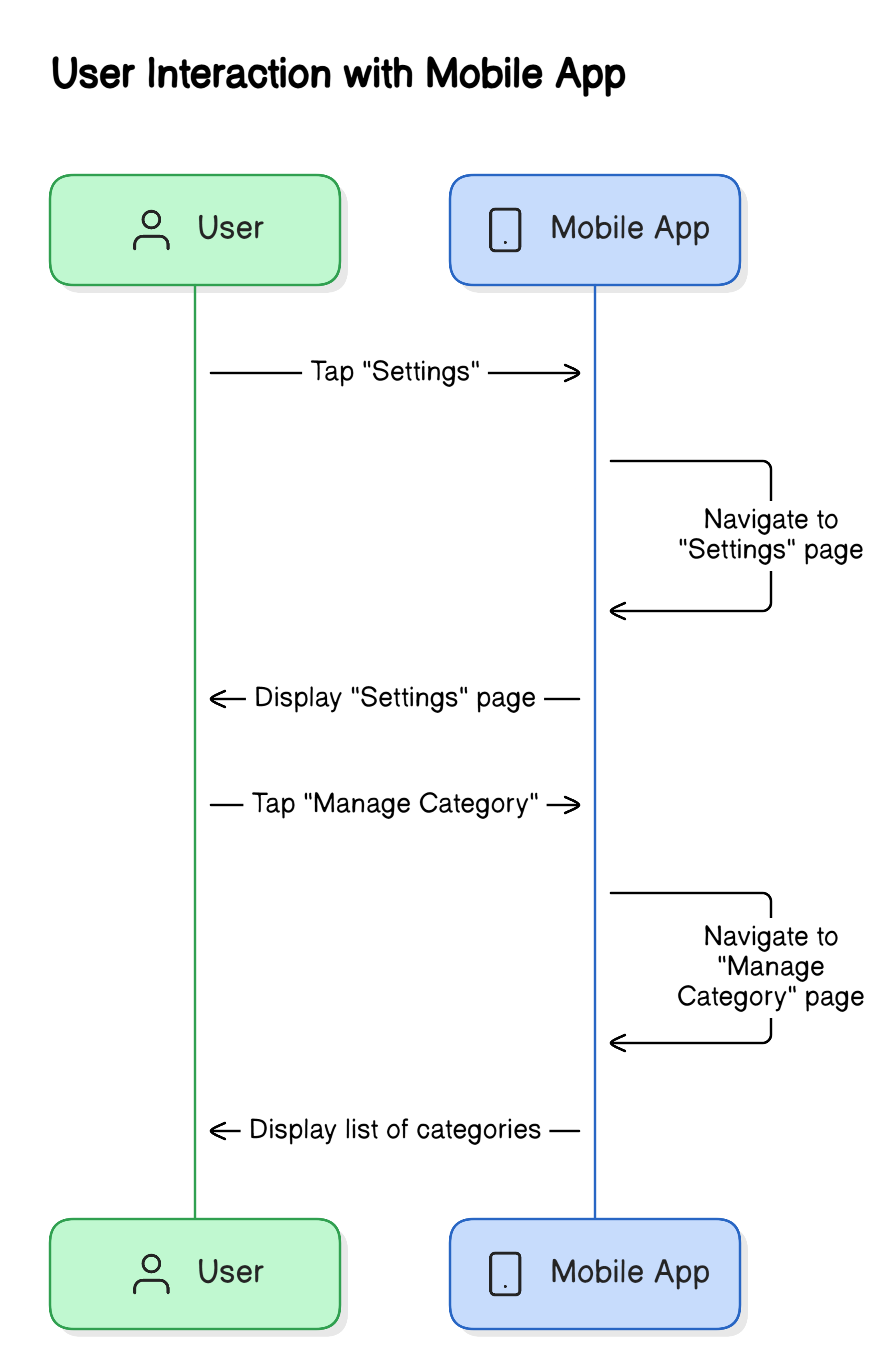 User Interaction with Mobile App
User
Mobile App
Tap "Settings"
Navigate to
"Settings" page
Display "Settings" page
Tap "Manage Category"
Navigate to
"Manage
Category" page
Display list of categories
User
Mobile App